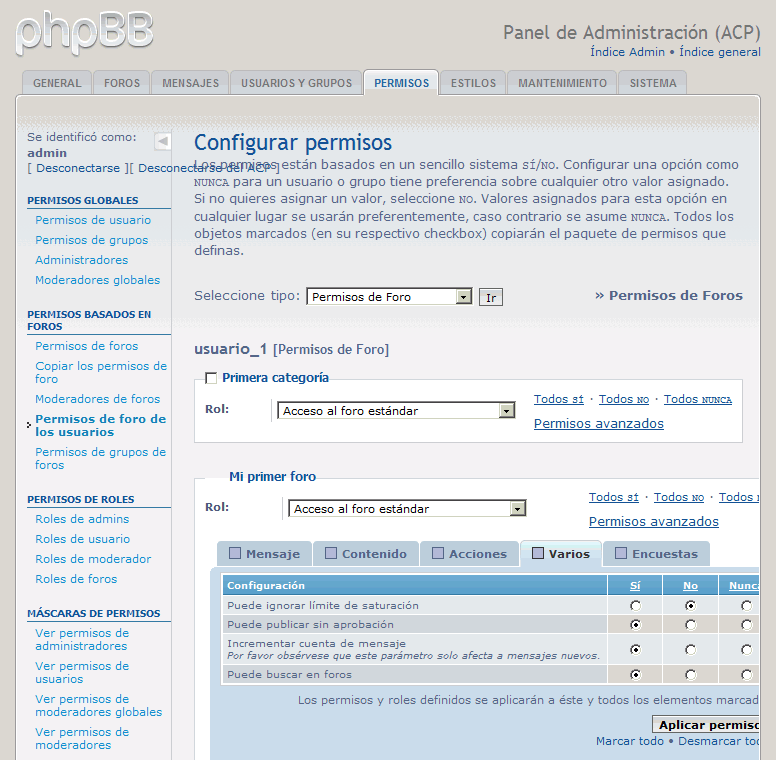 phpBB
Panel de Administración (ACP)
Índice Admin • Índice general
GENERAL
FOROS
MENSAJES
USUARIOS Y GRUPOS
PERMISOS
ESTILOS
MANTENIMIENTO
SISTEMA
Se identificó como:
admin
[ Desconectarse ][ Desconectarse del ACP ]
PERMISOS GLOBALES
Permisos de usuario
Permisos de grupos
Administradores
Moderadores globales
PERMISOS BASADOS EN
FOROS
Permisos de foros
Copiar los permisos de
foro
Moderadores de foros
Permisos de foro de
los usuarios
Permisos de grupos de
foros
PERMISOS DE ROLES
Roles de admins
Roles de usuario
Roles de moderador
Roles de foros
MÁSCARAS DE PERMISOS
Ver permisos de
administradores
Ver permisos de
usuarios
Ver permisos de
moderadores globales
Ver permisos de
moderadores
Configurar permisos
Los permisos están basados en un sencillo sistema SÍ/NO. Configurar una opción como
NUNCA para un usuario o grupo tiene preferencia sobre cualquier otro valor asignado.
Si no quieres asignar un valor, seleccione NO. Valores asignados para esta opción en
cualquier lugar se usarán preferentemente, caso contrario se asume NUNCA. Todos los
objetos marcados (en su respectivo checkbox) copiarán el paquete de permisos que
definas.
Seleccione tipo: Permisos de Foro Ir
» Permisos de Foros
usuario_1 [Permisos de Foro]
Primera categoría
Rol: Acceso al foro estándar
Todos SÍ · Todos NO · Todos NUNCA
Permisos avanzados
Mi primer foro
Rol: Acceso al foro estándar
Todos SÍ · Todos NO · Todos N
Permisos avanzados
Mensaje
Contenido
Acciones
Varios
Encuestas
Configuración Sí No Nunca
Puede ignorar límite de saturación
Puede publicar sin aprobación
Incrementar cuenta de mensaje
Por favor obsérvese que este parámetro solo afecta a mensajes nuevos.
Puede buscar en foros
Los permisos y roles definidos se aplicarán a éste y todos los elementos marcad
Aplicar permiso
Marcar todo • Desmarcar tod